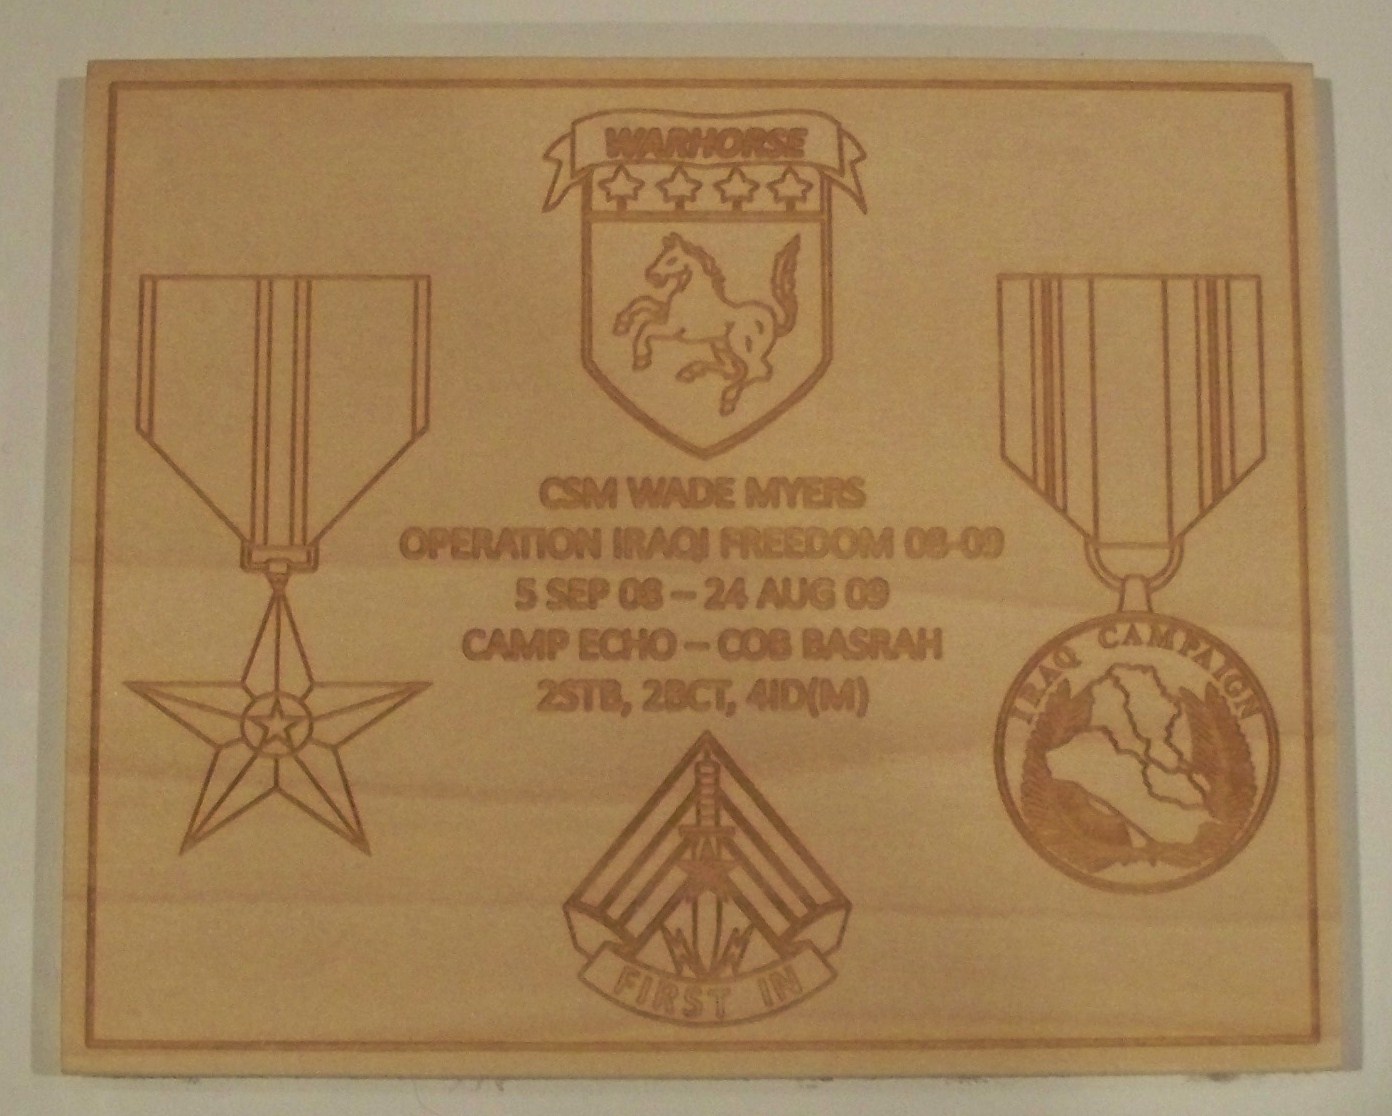 WARHORSE
CSM WADE MYERS
OPERATION IRAQI FREEDOM 08-09
5 SEP 08 – 24 AUG 09
CAMP ECHO – COB BASRAH
2STB, 2BCT, 4ID(M)
IRAQ CAMPAIGN
FIRST IN